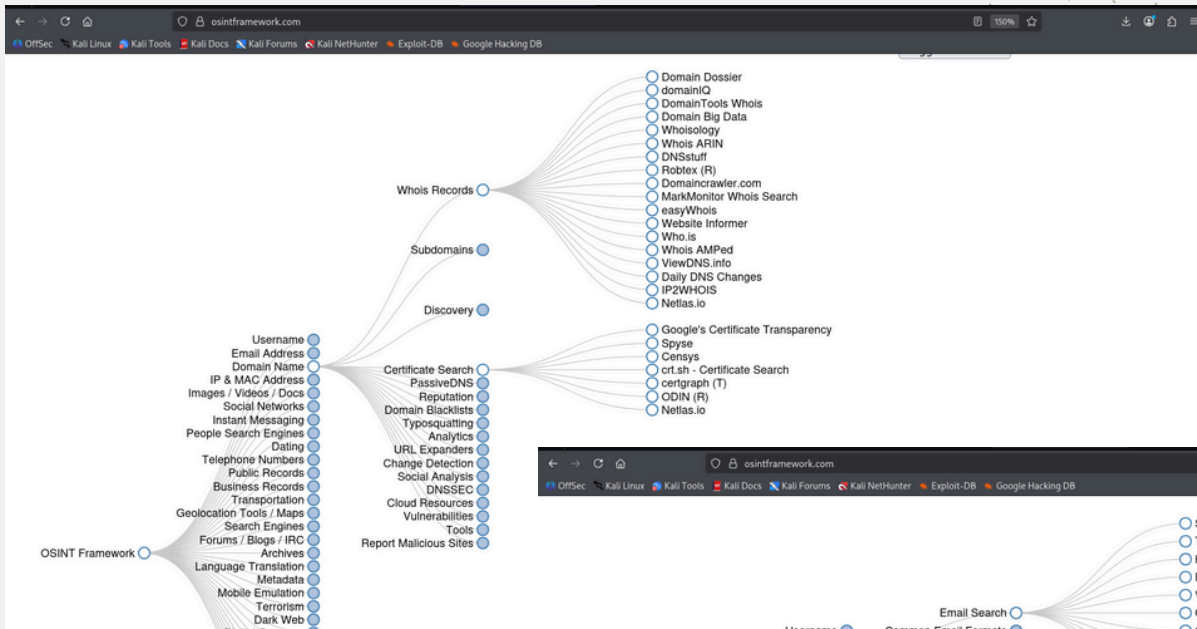 osintframework.com
150%
OffSec Kali Linux Kali Tools Kali Docs Kali Forums Kali NetHunter Exploit-DB Google Hacking DB
Domain Dossier
domainIQ
DomainTools Whois
Domain Big Data
Whoisology
Whois ARIN
DNSstuff
Robtex (R)
Domaincrawler.com
MarkMonitor Whois Search
easyWhois
Website Informer
Who.is
Whois AMPed
ViewDNS.info
Daily DNS Changes
IP2WHOIS
Netlas.io
Whois Records
Subdomains
Discovery
Certificate Search
PassiveDNS
Reputation
Domain Blacklists
Typosquatting
Analytics
URL Expanders
Change Detection
Social Analysis
DNSSEC
Cloud Resources
Vulnerabilities
Tools
Report Malicious Sites
Google's Certificate Transparency
Spyse
Censys
crt.sh - Certificate Search
certgraph (T)
ODIN (R)
Netlas.io
Username
Email Address
Domain Name
IP & MAC Address
Images / Videos / Docs
Social Networks
Instant Messaging
People Search Engines
Dating
Telephone Numbers
Public Records
Business Records
Transportation
Geolocation Tools / Maps
Search Engines
Forums / Blogs / IRC
Archives
Language Translation
Metadata
Mobile Emulation
Terrorism
Dark Web
OSINT Framework
osintframework.com
OffSec Kali Linux Kali Tools Kali Docs Kali Forums Kali NetHunter Exploit-DB Google Hacking DB
Email Search
Username
Common Email Formats